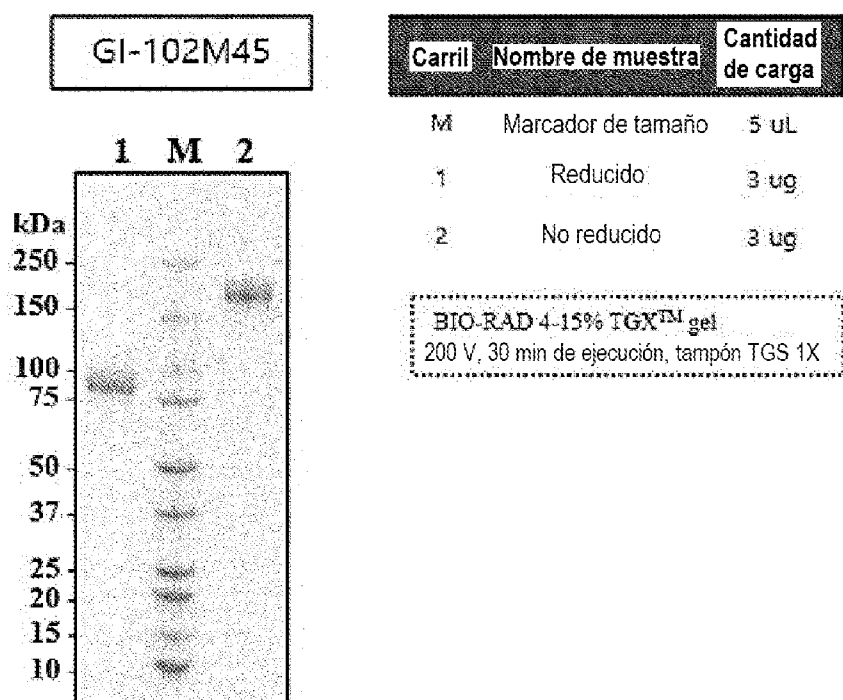 GI-102M45
1 M 2
kDa
250
150
100
75
50
37
25
20
15
10
Carril Nombre de muestra Cantidad de carga
M Marcador de tamaño 5 uL
1 Reducido 3 ug
2 No reducido 3 ug
BIO-RAD 4-15% TGX™ gel
200 V, 30 min de ejecución, tampón TGS 1X